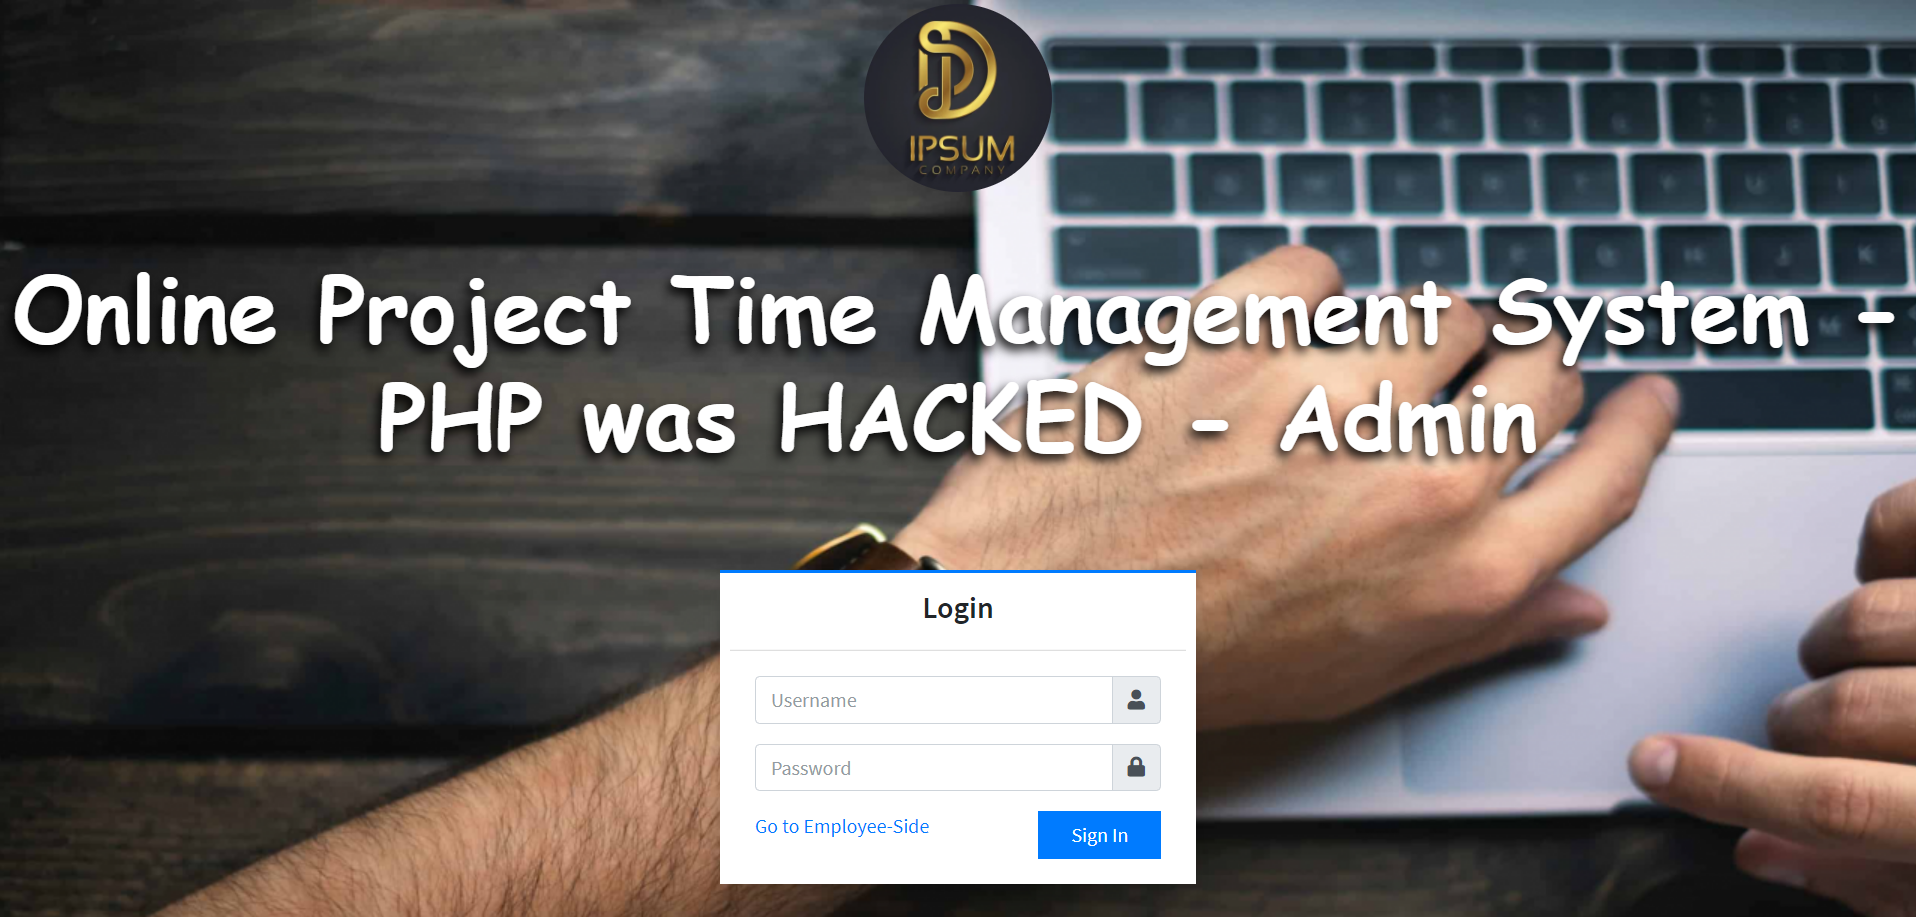 IPSUM
COMPANY
Online Project Time Management System -
PHP was HACKED - Admin
Login
Username
Password
Go to Employee-Side
Sign In